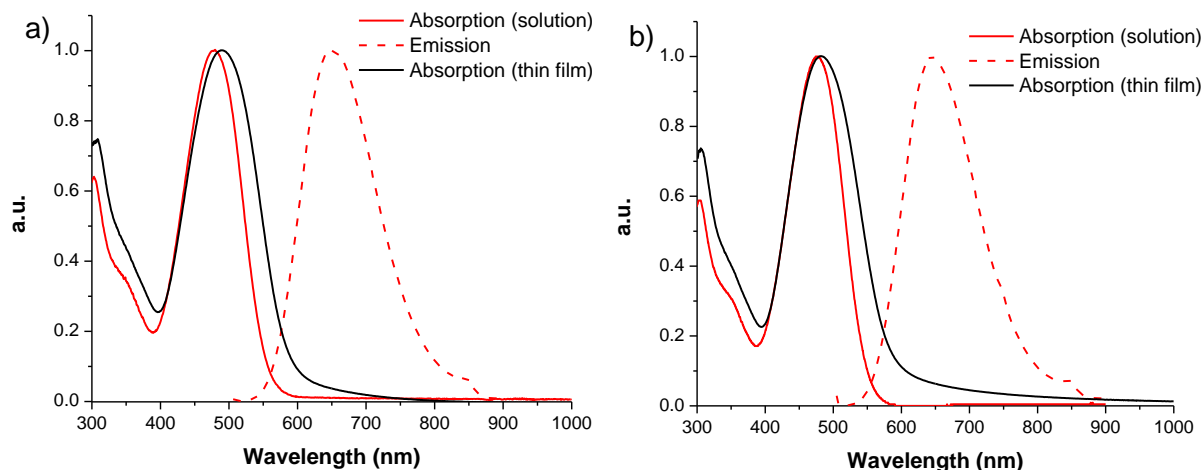 a)
Absorption (solution)
Emission
Absorption (thin film)
1.0
0.8
0.6
0.4
0.2
0.0
a.u.
300 400 500 600 700 800 900 1000
Wavelength (nm)
b)
Absorption (solution)
Emission
Absorption (thin film)
1.0
0.8
0.6
0.4
0.2
0.0
a.u.
300 400 500 600 700 800 900 1000
Wavelength (nm)